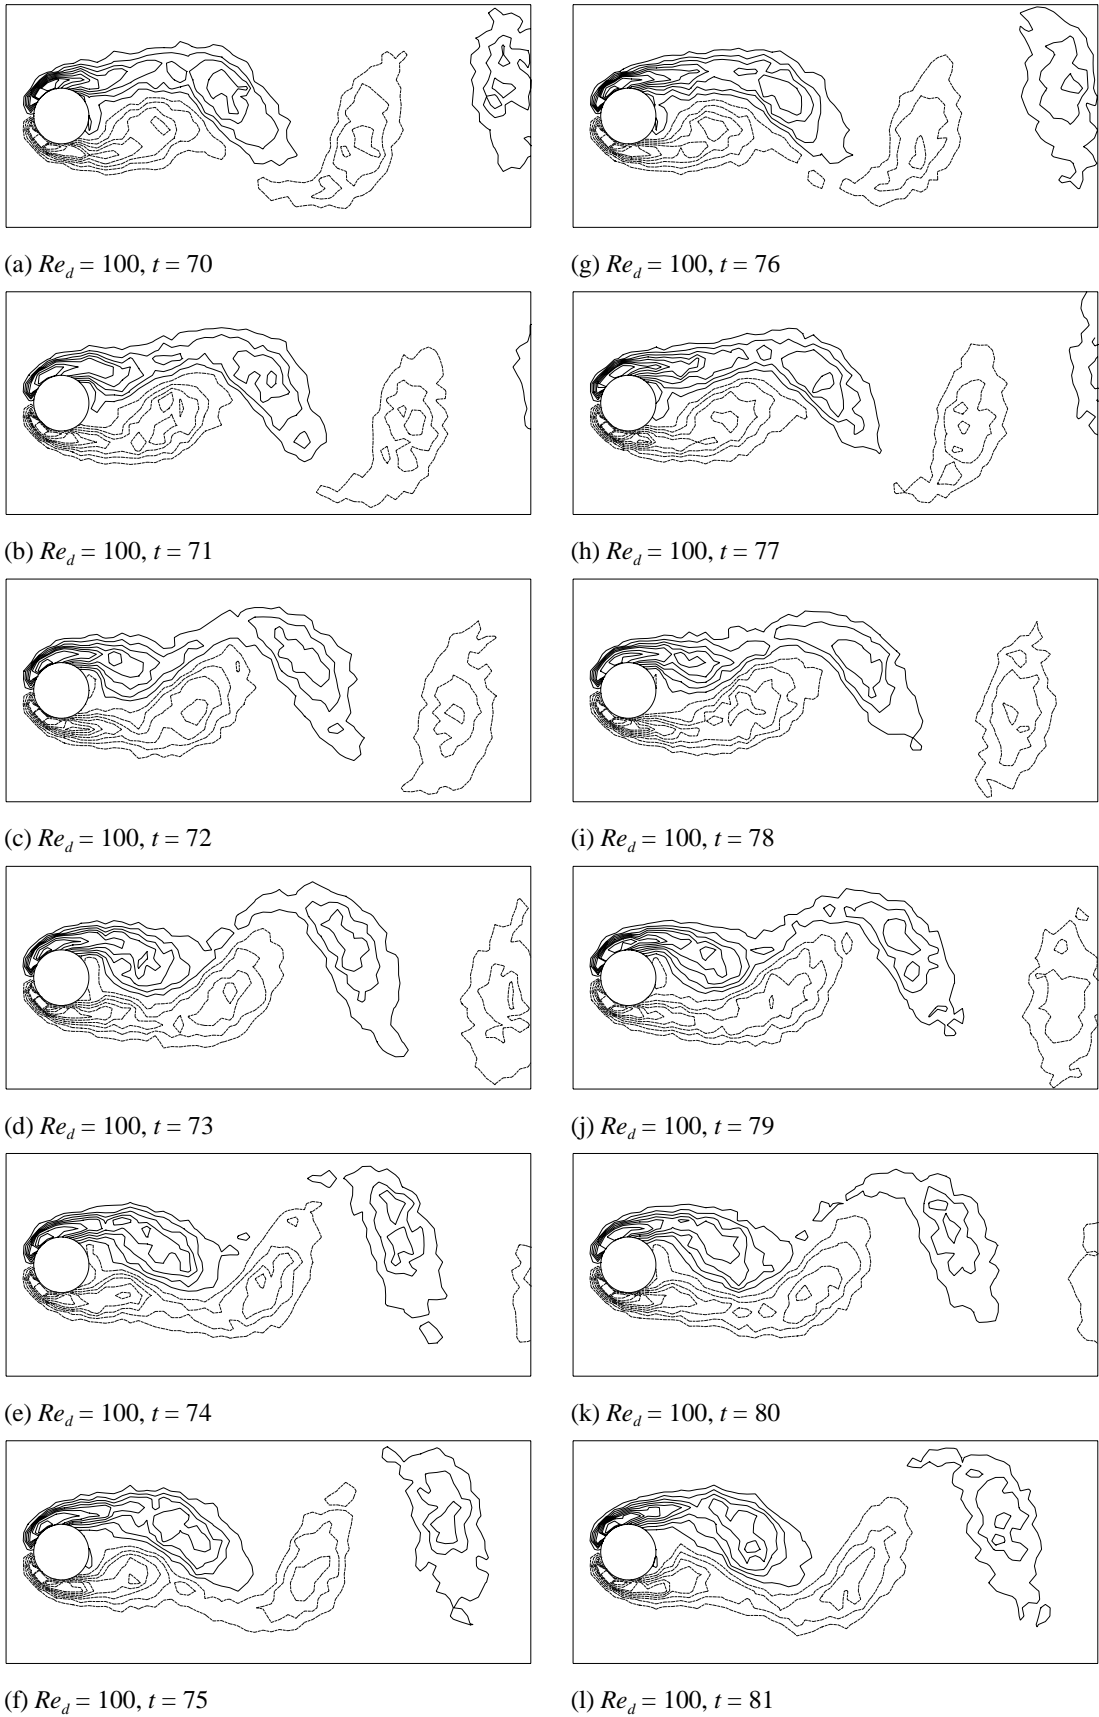 (a) Re_d = 100, t = 70
(g) Re_d = 100, t = 76
(b) Re_d = 100, t = 71
(h) Re_d = 100, t = 77
(c) Re_d = 100, t = 72
(i) Re_d = 100, t = 78
(d) Re_d = 100, t = 73
(j) Re_d = 100, t = 79
(e) Re_d = 100, t = 74
(k) Re_d = 100, t = 80
(f) Re_d = 100, t = 75
(l) Re_d = 100, t = 81